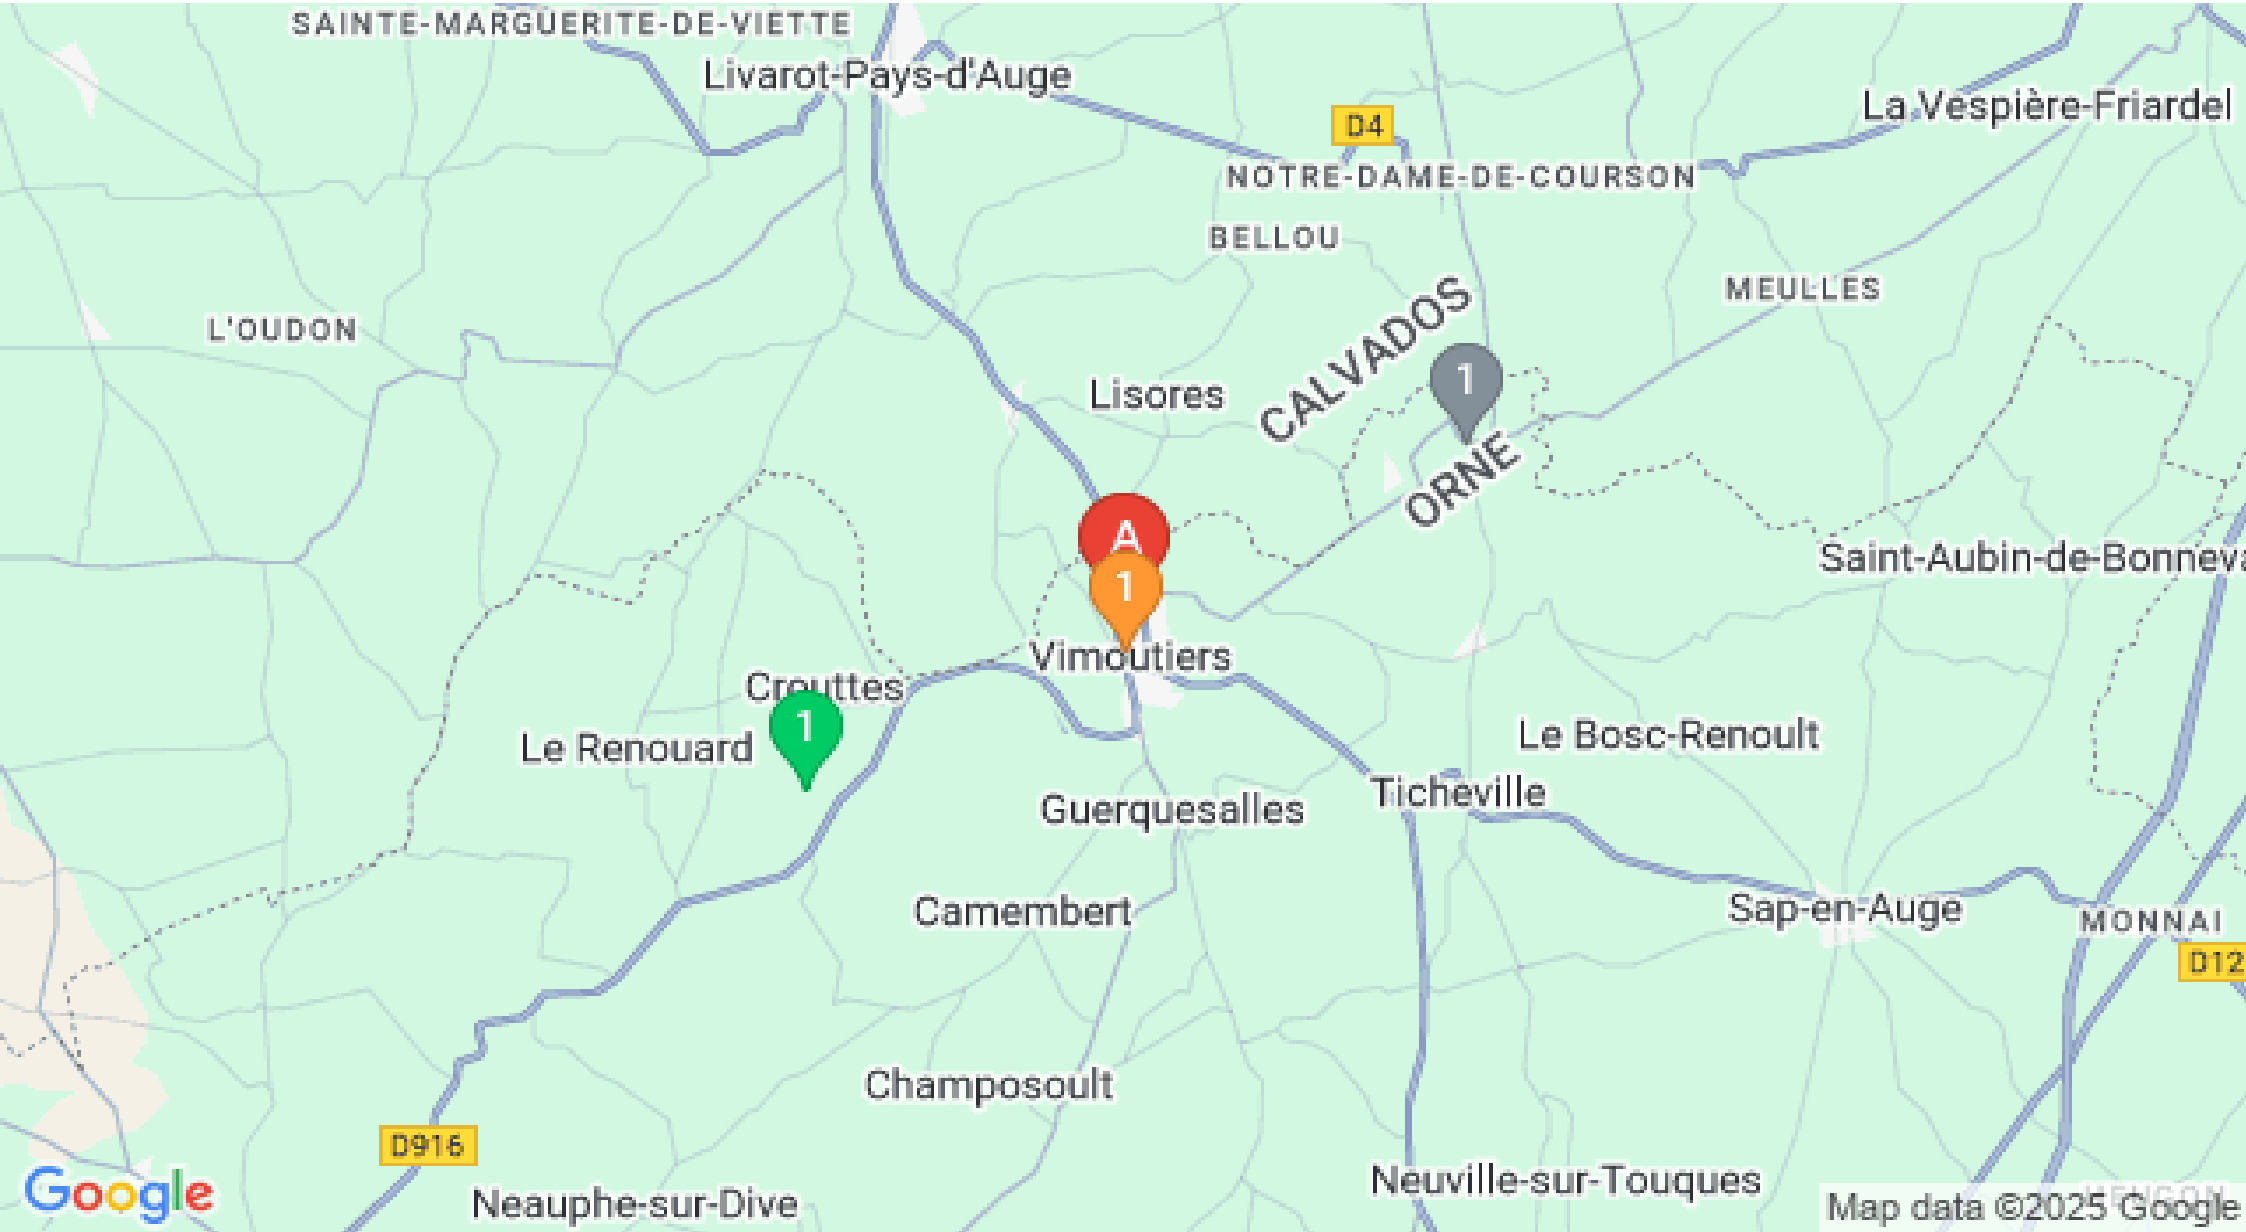 SAINTE-MARGUERITE-DE-VIETTE
Livarot-Pays-d'Auge
La Vespière-Friardel
D4
NOTRE-DAME-DE-COURSON
BELLOU
MEULLES
L'OUDON
CALVADOS
1
Lisores
ORNE
A
1
Saint-Aubin-de-Bonneva
Vimoutiers
Crouttes
1
Le Renouard
Le Bosc-Renoult
Ticheville
Guerquesalles
Camembert
Sap-en-Auge
MONNAI
D12
Champosoult
D916
Neuville-sur-Touques
Google
Neauphe-sur-Dive
Map data ©2025 Google